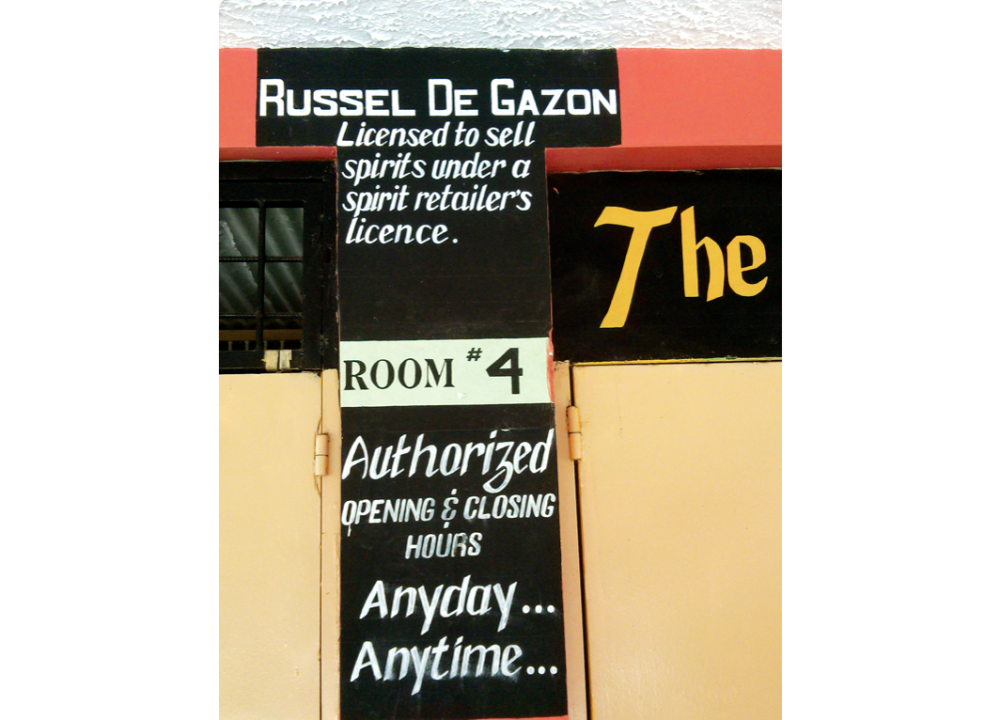 RUSSEL DE GAZON
Licensed to sell
spirits under a
spirit retailer's
licence.
The
ROOM #4
Authorized
OPENING & CLOSING
HOURS
Anyday...
Anytime...